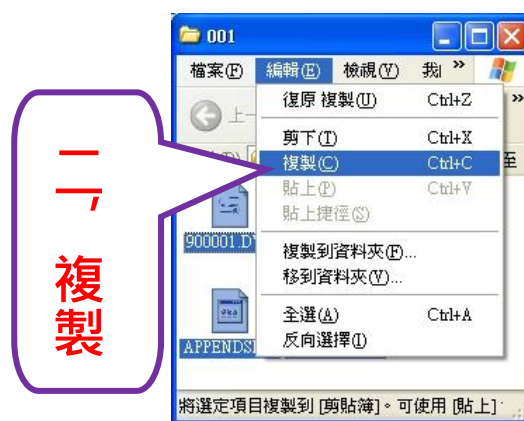 001
檔案(F) 編輯(E) 檢視(V) 我 »
上一
復原 複製(U) Ctrl+Z
»
剪下(T) Ctrl+X
複製(C) Ctrl+C
至
貼上(P) Ctrl+V
貼上捷徑(S)
900001.D
複製到資料夾(F)...
移到資料夾(V)...
全選(A) Ctrl+A
反向選擇(I)
APPENDS
將選定項目複製到 [剪貼簿]。可使用 [貼上]
二,
複製